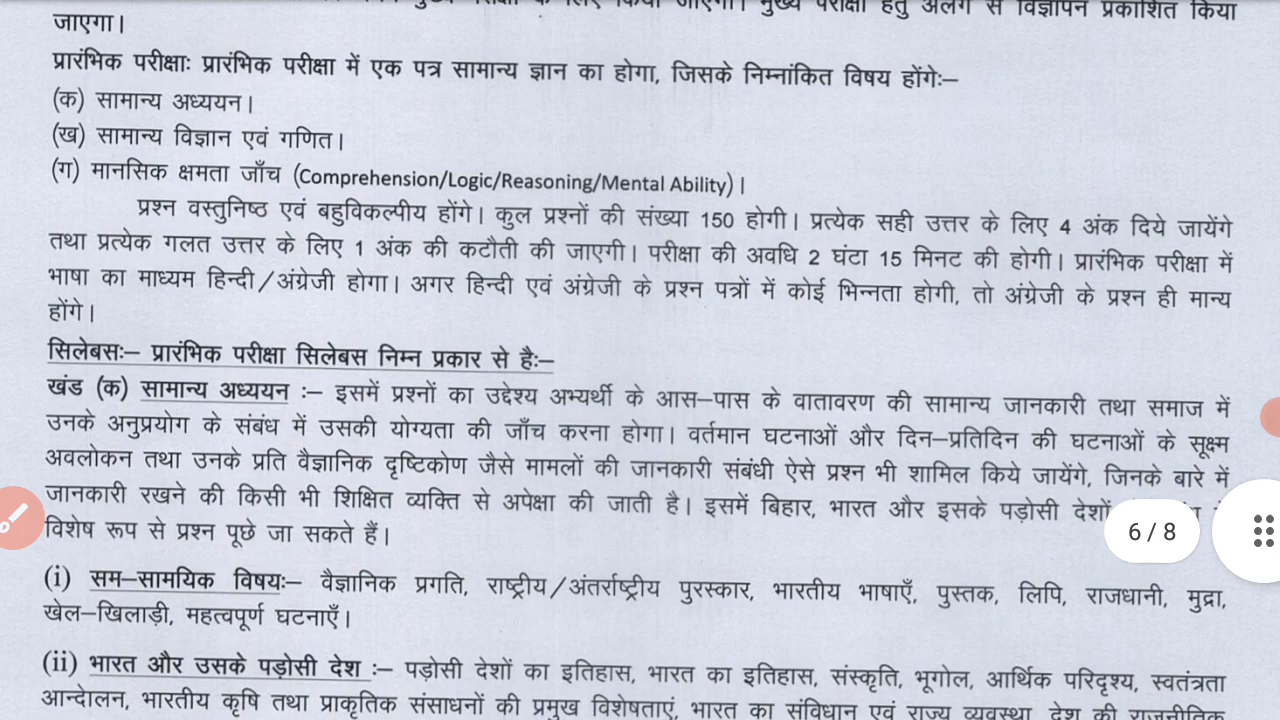 मुख्य परीक्षा के लिए किया जाएगा। मुख्य परीक्षा हेतु अलग से विज्ञापन प्रकाशित किया
जाएगा।
प्रारंभिक परीक्षाः प्रारंभिक परीक्षा में एक पत्र सामान्य ज्ञान का होगा, जिसके निम्नांकित विषय होंगेः–
(क) सामान्य अध्ययन।
(ख) सामान्य विज्ञान एवं गणित।
(ग) मानसिक क्षमता जाँच (Comprehension/Logic/Reasoning/Mental Ability)।
प्रश्न वस्तुनिष्ठ एवं बहुविकल्पीय होंगे। कुल प्रश्नों की संख्या 150 होगी। प्रत्येक सही उत्तर के लिए 4 अंक दिये जायेंगे
तथा प्रत्येक गलत उत्तर के लिए 1 अंक की कटौती की जाएगी। परीक्षा की अवधि 2 घंटा 15 मिनट की होगी। प्रारंभिक परीक्षा में
भाषा का माध्यम हिन्दी/अंग्रेजी होगा। अगर हिन्दी एवं अंग्रेजी के प्रश्न पत्रों में कोई भिन्नता होगी, तो अंग्रेजी के प्रश्न ही मान्य
होंगे।
सिलेबसः– प्रारंभिक परीक्षा सिलेबस निम्न प्रकार से हैः–
खंड (क) सामान्य अध्ययन :– इसमें प्रश्नों का उद्देश्य अभ्यर्थी के आस–पास के वातावरण की सामान्य जानकारी तथा समाज में
उनके अनुप्रयोग के संबंध में उसकी योग्यता की जाँच करना होगा। वर्तमान घटनाओं और दिन–प्रतिदिन की घटनाओं के सूक्ष्म
अवलोकन तथा उनके प्रति वैज्ञानिक दृष्टिकोण जैसे मामलों की जानकारी संबंधी ऐसे प्रश्न भी शामिल किये जायेंगे, जिनके बारे में
जानकारी रखने की किसी भी शिक्षित व्यक्ति से अपेक्षा की जाती है। इसमें बिहार, भारत और इसके पड़ोसी देशों
विशेष रूप से प्रश्न पूछे जा सकते हैं।
6 / 8
(i) सम–सामयिक विषयः– वैज्ञानिक प्रगति, राष्ट्रीय/अंतर्राष्ट्रीय पुरस्कार, भारतीय भाषाएँ, पुस्तक, लिपि, राजधानी, मुद्रा,
खेल–खिलाड़ी, महत्वपूर्ण घटनाएँ।
(ii) भारत और उसके पड़ोसी देश :– पड़ोसी देशों का इतिहास, भारत का इतिहास, संस्कृति, भूगोल, आर्थिक परिदृश्य, स्वतंत्रता
आन्दोलन, भारतीय कृषि तथा प्राकृतिक संसाधनों की प्रमुख विशेषताएं, भारत का संविधान एवं राज्य व्यवस्था, देश की राजनीतिक